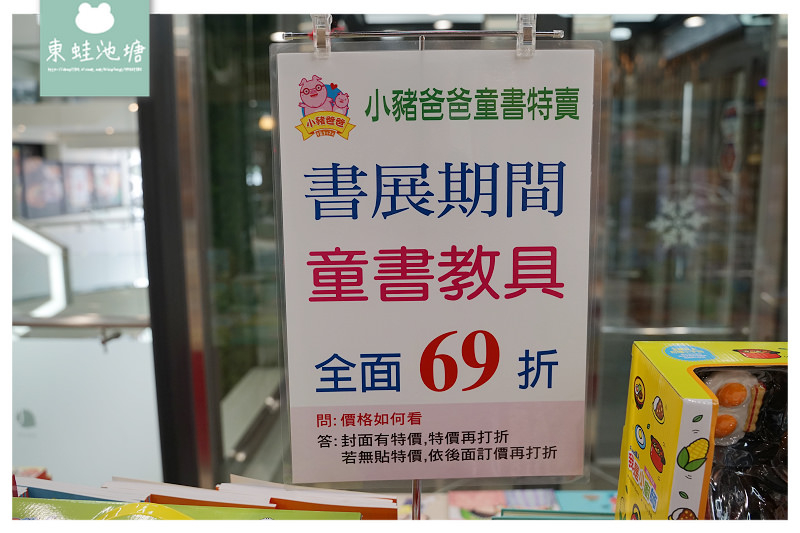 東蛙池塘
小豬爸爸
小豬爸爸童書特賣
書展期間
童書教具
全面69折
問:價格如何看
答:封面有特價,特價再打折
若無貼特價,依後面訂價再打折